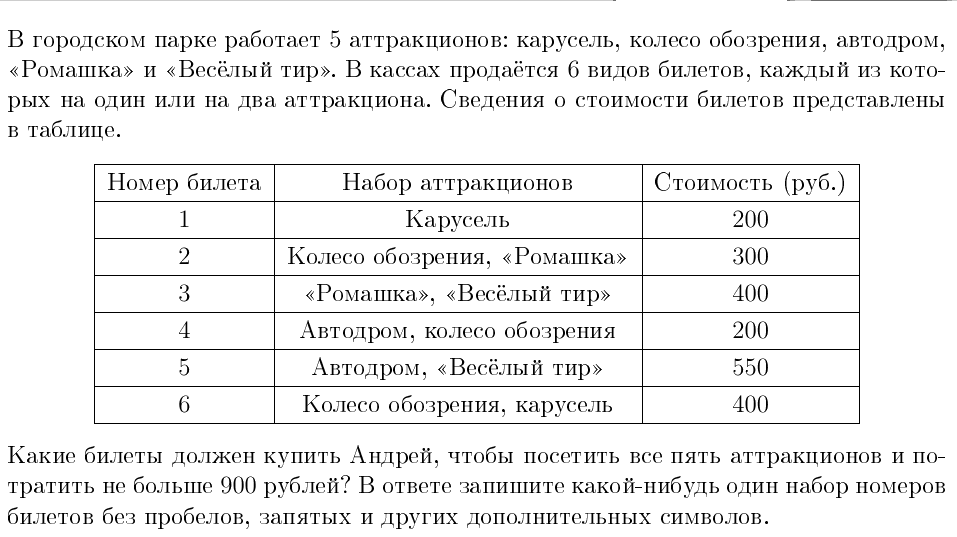 В городском парке работает 5 аттракционов: карусель, колесо обозрения, автодром,
«Ромашка» и «Весёлый тир». В кассах продаётся 6 видов билетов, каждый из кото-
рых на один или на два аттракциона. Сведения о стоимости билетов представлены
в таблице.
Номер билета Набор аттракционов Стоимость (руб.)
1 Карусель 200
2 Колесо обозрения, «Ромашка» 300
3 «Ромашка», «Весёлый тир» 400
4 Автодром, колесо обозрения 200
5 Автодром, «Весёлый тир» 550
6 Колесо обозрения, карусель 400
Какие билеты должен купить Андрей, чтобы посетить все пять аттракционов и по-
тратить не больше 900 рублей? В ответе запишите какой-нибудь один набор номеров
билетов без пробелов, запятых и других дополнительных символов.